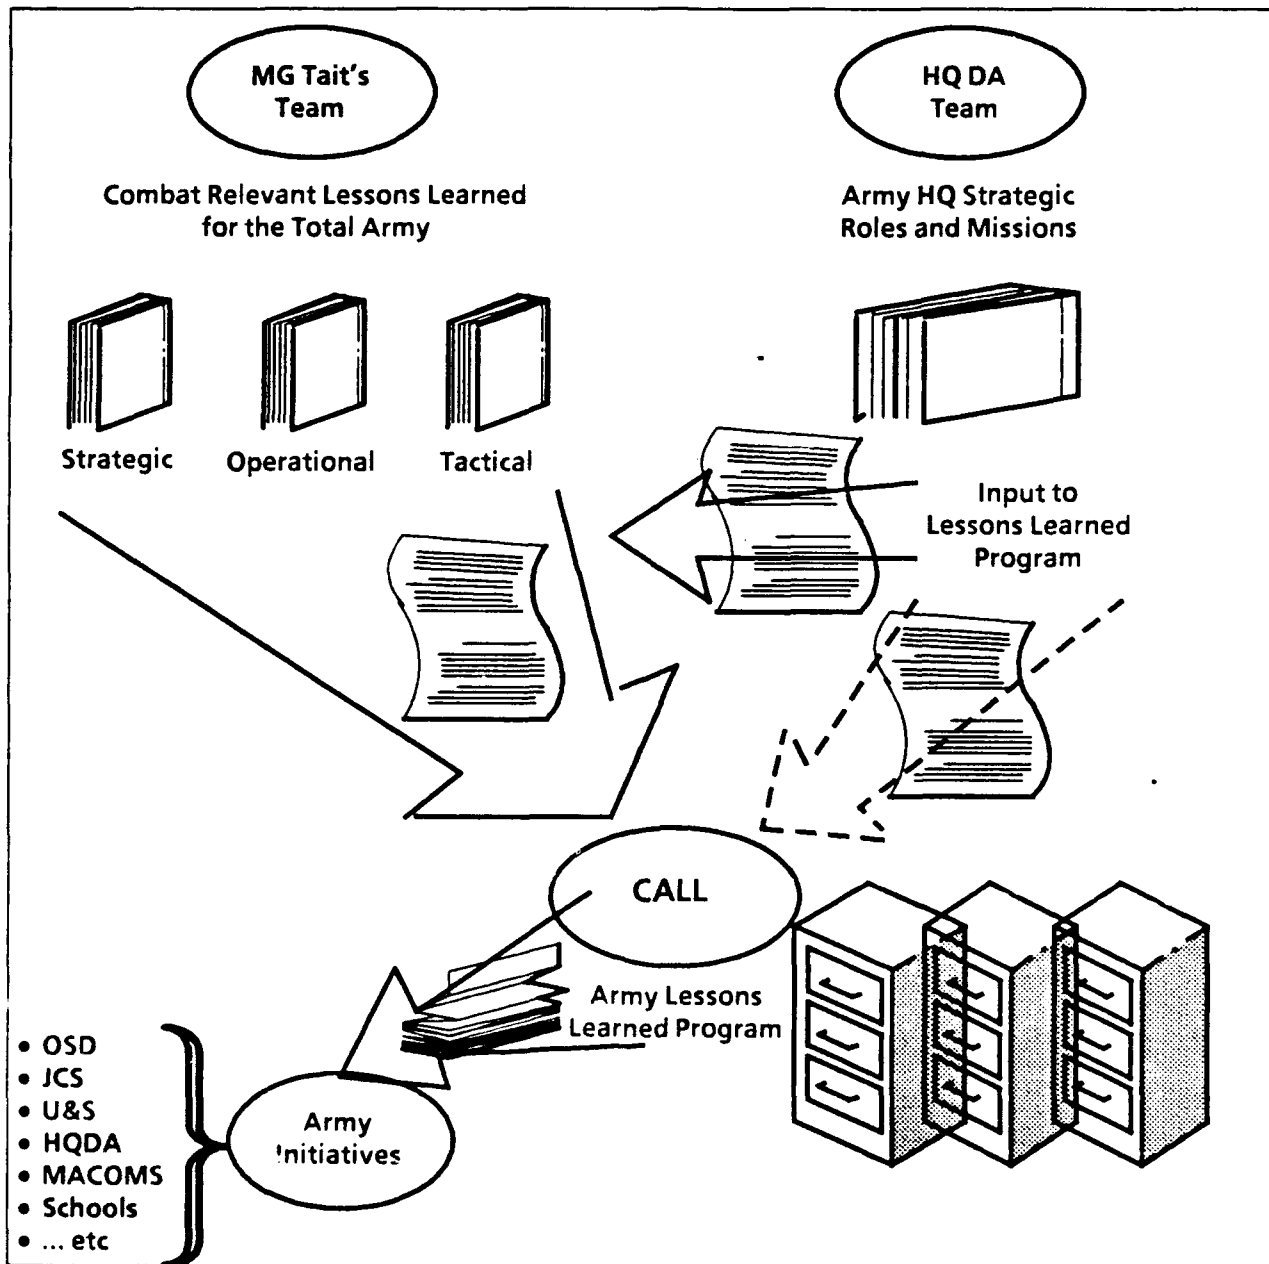 MG Tait's
Team
HQ DA
Team
Combat Relevant Lessons Learned
for the Total Army
Army HQ Strategic
Roles and Missions
Strategic
Operational
Tactical
Input to
Lessons Learned
Program
CALL
Army Lessons
Learned Program
• OSD
• JCS
• U&S
• HQDA
• MACOMS
• Schools
• ... etc
Army
Initiatives